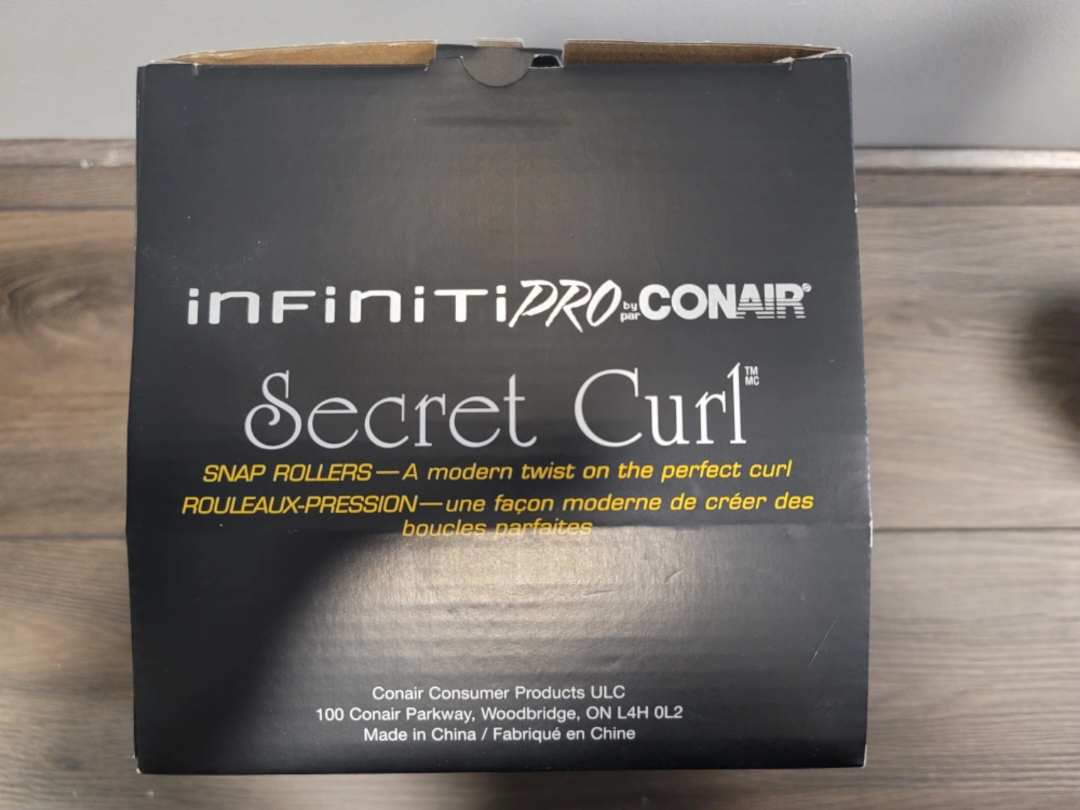 infiniti PRO by par CONAIR®
Secret Curl™ MC
SNAP ROLLERS — A modern twist on the perfect curl
ROULEAUX-PRESSION — une façon moderne de créer des
boucles parfaites
Conair Consumer Products ULC
100 Conair Parkway, Woodbridge, ON L4H 0L2
Made in China / Fabriqué en Chine